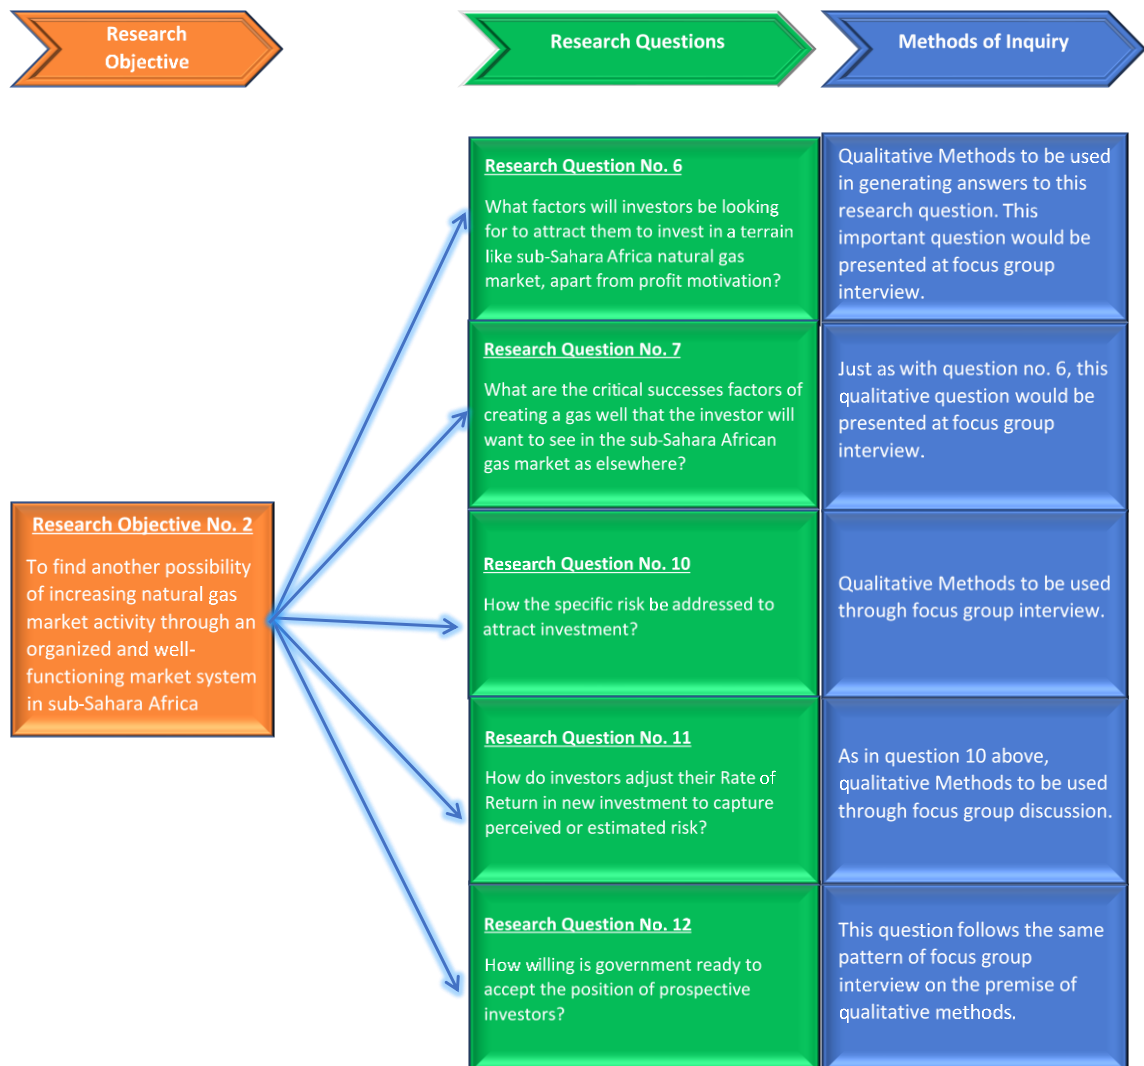 Research
Objective
Research Questions
Methods of Inquiry
Research Objective No. 2
To find another possibility
of increasing natural gas
market activity through an
organized and well-
functioning market system
in sub-Sahara Africa
Research Question No. 6
What factors will investors be looking
for to attract them to invest in a terrain
like sub-Sahara Africa natural gas
market, apart from profit motivation?
Qualitative Methods to be used
in generating answers to this
research question. This
important question would be
presented at focus group
interview.
Research Question No. 7
What are the critical successes factors of
creating a gas well that the investor will
want to see in the sub-Sahara African
gas market as elsewhere?
Just as with question no. 6, this
qualitative question would be
presented at focus group
interview.
Research Question No. 10
How the specific risk be addressed to
attract investment?
Qualitative Methods to be used
through focus group interview.
Research Question No. 11
How do investors adjust their Rate of
Return in new investment to capture
perceived or estimated risk?
As in question 10 above,
qualitative Methods to be used
through focus group discussion.
Research Question No. 12
How willing is government ready to
accept the position of prospective
investors?
This question follows the same
pattern of focus group
interview on the premise of
qualitative methods.